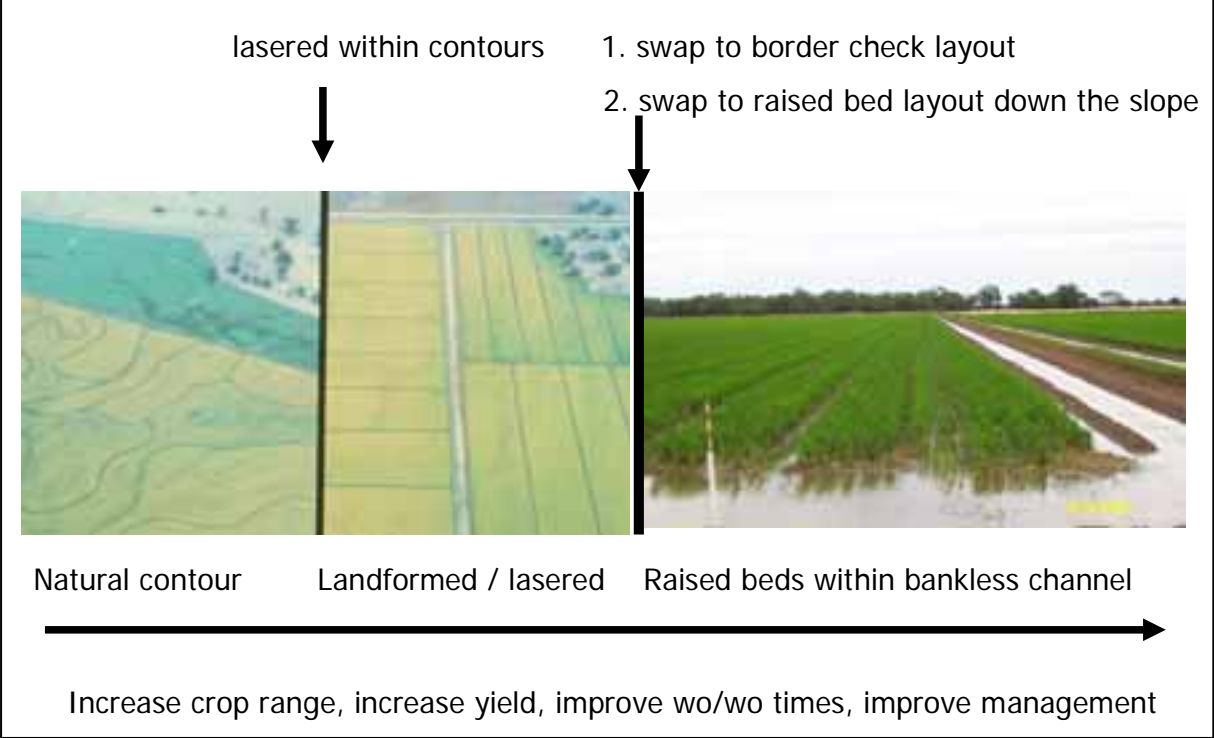 lasered within contours
1. swap to border check layout
2. swap to raised bed layout down the slope
Natural contour
Landformed / lasered
Raised beds within bankless channel
Increase crop range, increase yield, improve wo/wo times, improve management